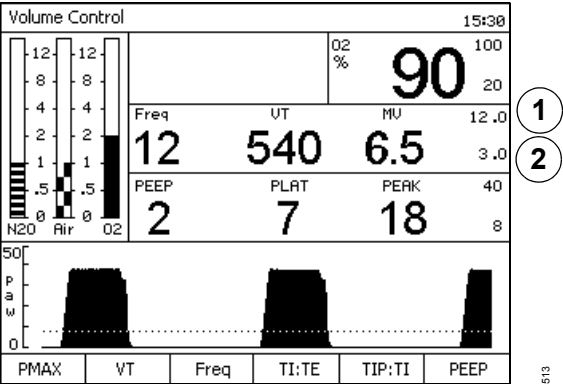 Volume Control 15:30
12 12 O2 % 90 100
8 8 20
4 4 Freq VT MV 12.0 1
2 2 12 540 6.5
1 1 3.0 2
.5 .5 PEEP PLAT PEAK 40
0 0 2 7 18 8
N2O Air O2
50
Paw
0
PMAX VT Freq TI:TE TIP:TI PEEP
513